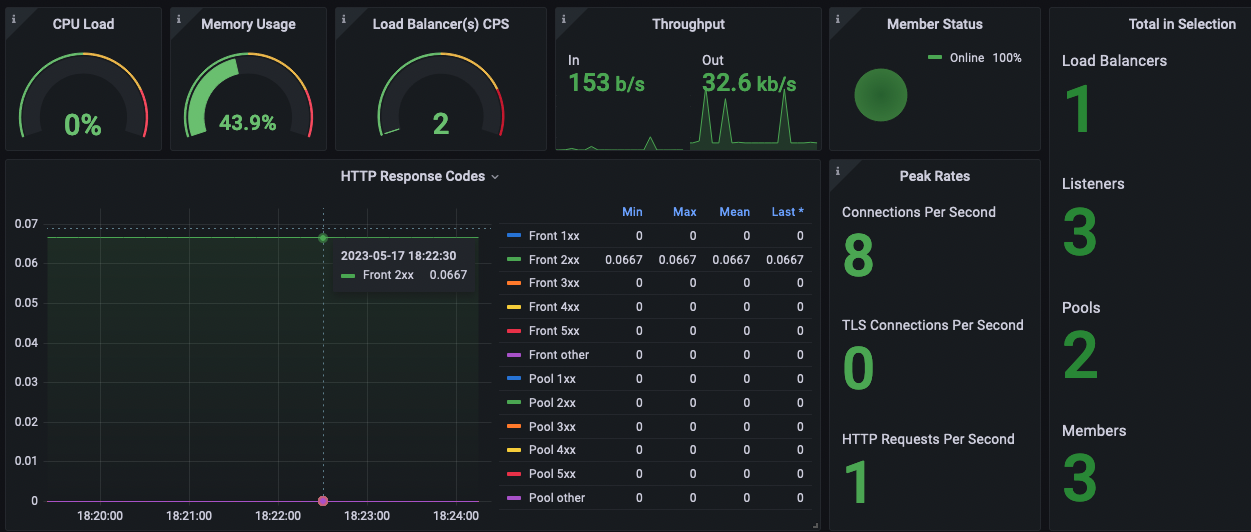 CPU Load
0%
Memory Usage
43.9%
Load Balancer(s) CPS
2
Throughput
In
153 b/s
Out
32.6 kb/s
Member Status
Online 100%
Total in Selection
Load Balancers
1
Listeners
3
Pools
2
Members
3
HTTP Response Codes
0.07
0.06
0.05
0.04
0.03
0.02
0.01
0
18:20:00 18:21:00 18:22:00 18:23:00 18:24:00
2023-05-17 18:22:30
Front 2xx 0.0667
Min Max Mean Last *
Front 1xx 0 0 0 0
Front 2xx 0.0667 0.0667 0.0667 0.0667
Front 3xx 0 0 0 0
Front 4xx 0 0 0 0
Front 5xx 0 0 0 0
Front other 0 0 0 0
Pool 1xx 0 0 0 0
Pool 2xx 0 0 0 0
Pool 3xx 0 0 0 0
Pool 4xx 0 0 0 0
Pool 5xx 0 0 0 0
Pool other 0 0 0 0
Peak Rates
Connections Per Second
8
TLS Connections Per Second
0
HTTP Requests Per Second
1